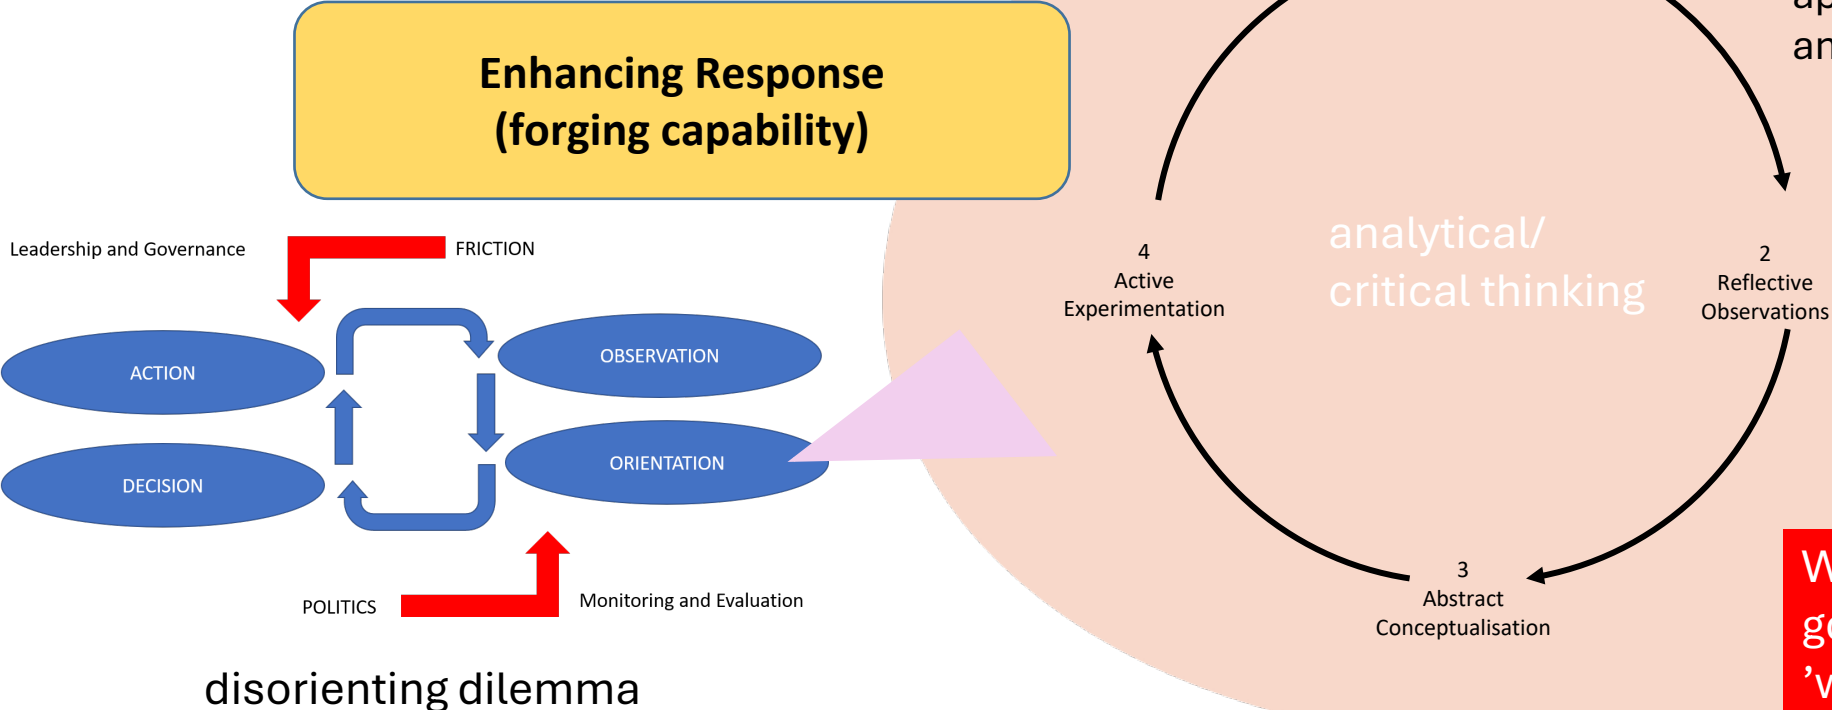 Enhancing Response
(forging capability)
Leadership and Governance
FRICTION
ACTION
OBSERVATION
DECISION
ORIENTATION
POLITICS
Monitoring and Evaluation
disorienting dilemma
analytical/
critical thinking
4
Active
Experimentation
2
Reflective
Observations
3
Abstract
Conceptualisation